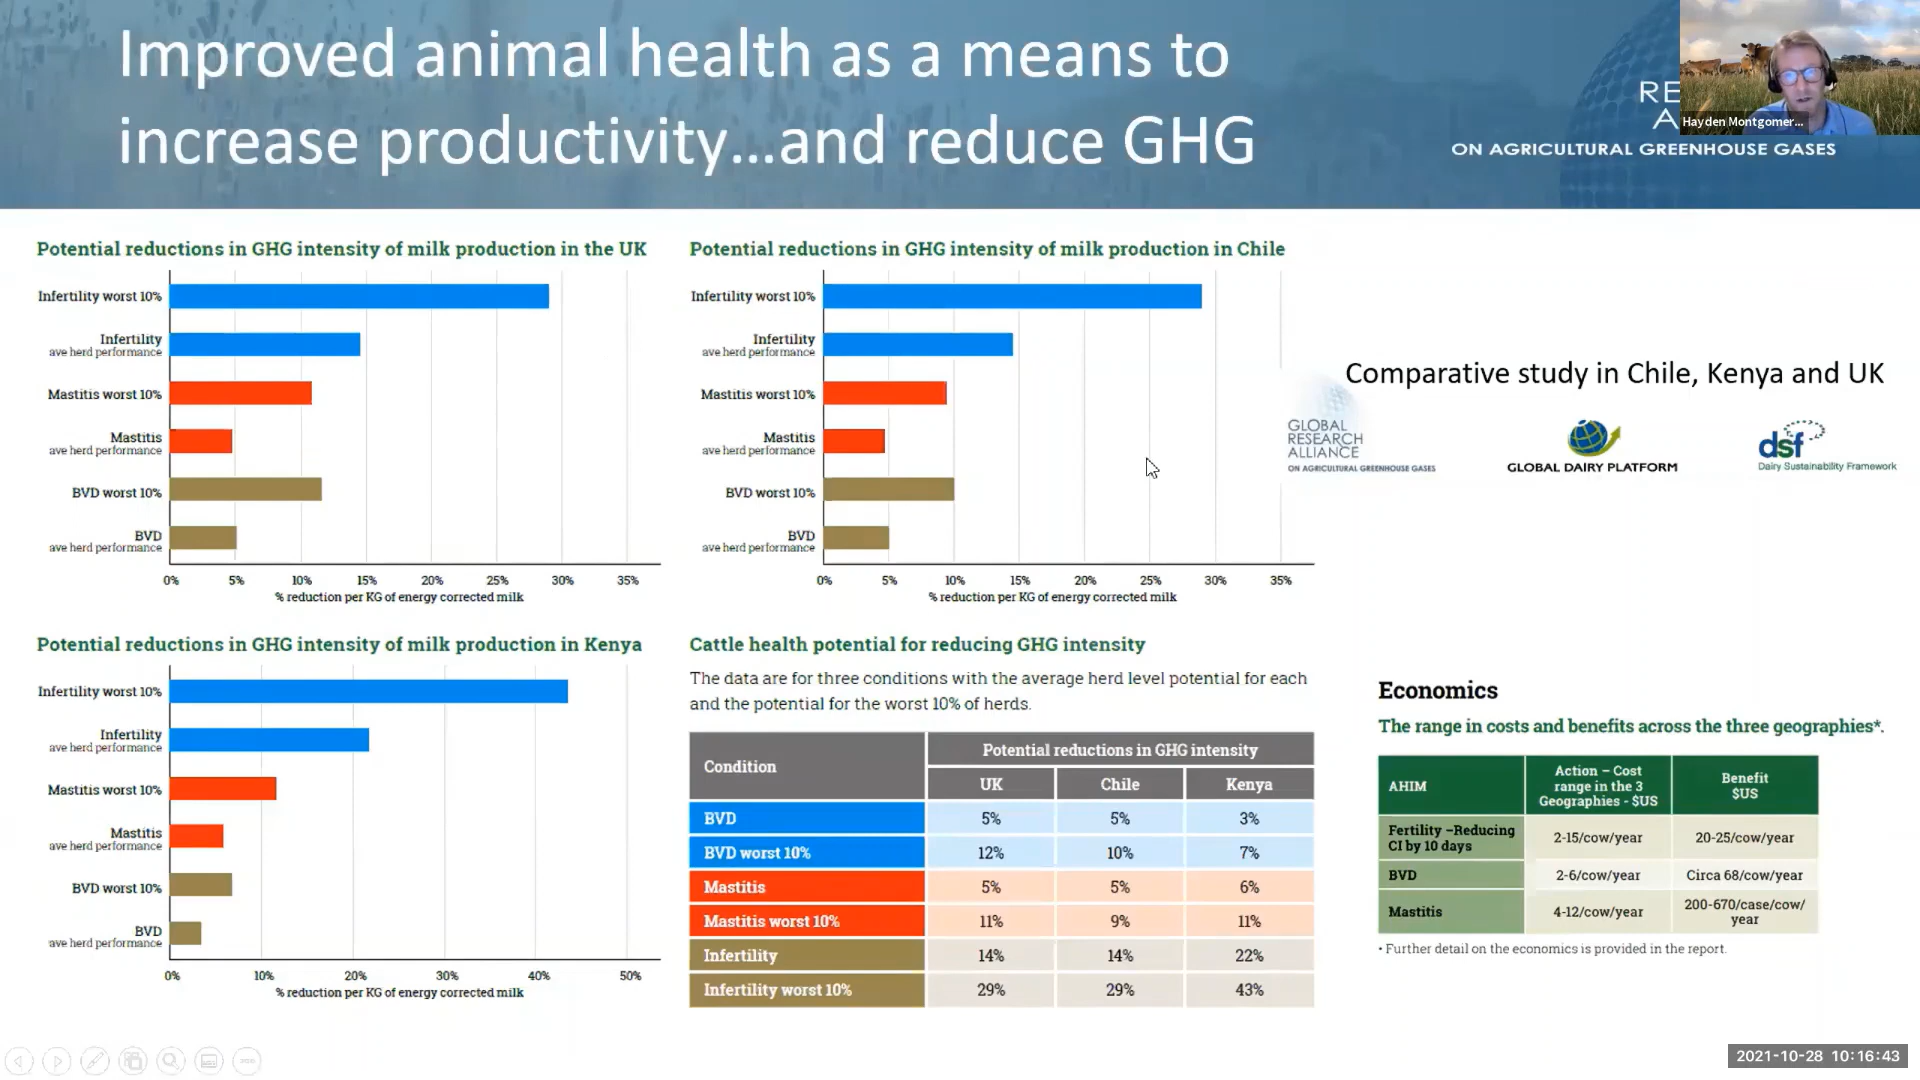 Improved animal health as a means to
increase productivity...and reduce GHG
RE
A
ON AGRICULTURAL GREENHOUSE GASES
Hayden Montgomer...
Potential reductions in GHG intensity of milk production in the UK
Infertility worst 10%
Infertility
ave herd performance
Mastitis worst 10%
Mastitis
ave herd performance
BVD worst 10%
BVD
ave herd performance
0% 5% 10% 15% 20% 25% 30% 35%
% reduction per KG of energy corrected milk
Potential reductions in GHG intensity of milk production in Chile
Infertility worst 10%
Infertility
ave herd performance
Mastitis worst 10%
Mastitis
ave herd performance
BVD worst 10%
BVD
ave herd performance
0% 5% 10% 15% 20% 25% 30% 35%
% reduction per KG of energy corrected milk
Comparative study in Chile, Kenya and UK
GLOBAL
RESEARCH
ALLIANCE
ON AGRICULTURAL GREENHOUSE GASES
GLOBAL DAIRY PLATFORM
dsf
Dairy Sustainability Framework
Potential reductions in GHG intensity of milk production in Kenya
Infertility worst 10%
Infertility
ave herd performance
Mastitis worst 10%
Mastitis
ave herd performance
BVD worst 10%
BVD
ave herd performance
0% 10% 20% 30% 40% 50%
% reduction per KG of energy corrected milk
Cattle health potential for reducing GHG intensity
The data are for three conditions with the average herd level potential for each
and the potential for the worst 10% of herds.
Condition
Potential reductions in GHG intensity
UK Chile Kenya
BVD 5% 5% 3%
BVD worst 10% 12% 10% 7%
Mastitis 5% 5% 6%
Mastitis worst 10% 11% 9% 11%
Infertility 14% 14% 22%
Infertility worst 10% 29% 29% 43%
Economics
The range in costs and benefits across the three geographies*.
AHIM
Action – Cost
range in the 3
Geographies - $US
Benefit
$US
Fertility –Reducing
CI by 10 days
2-15/cow/year
20-25/cow/year
BVD 2-6/cow/year Circa 68/cow/year
Mastitis
4-12/cow/year
200-670/case/cow/
year
• Further detail on the economics is provided in the report.
2021-10-28 10:16:43